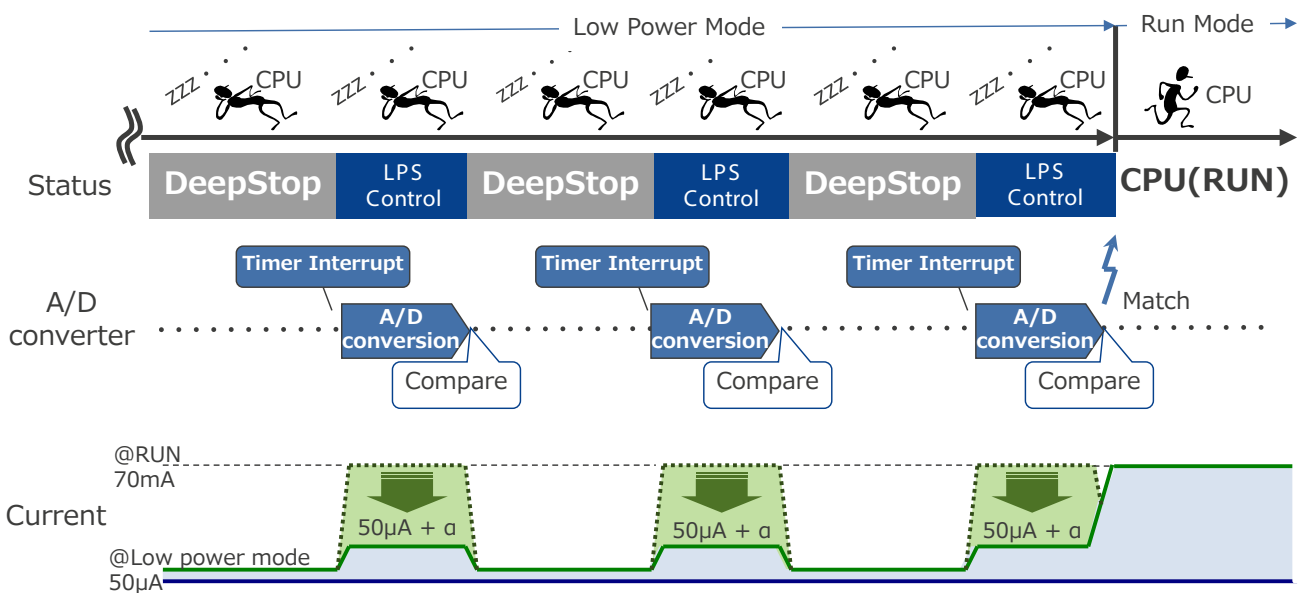 Low Power Mode
Run Mode
zzz CPU
zzz CPU
zzz CPU
zzz CPU
zzz CPU
zzz CPU
CPU
Status
DeepStop
LPS
Control
DeepStop
LPS
Control
DeepStop
LPS
Control
CPU(RUN)
Timer Interrupt
Timer Interrupt
Timer Interrupt
A/D
converter
A/D
conversion
A/D
conversion
A/D
conversion
Match
Compare
Compare
Compare
@RUN
70mA
Current
50µA + α
50µA + α
50µA + α
@Low power mode
50µA